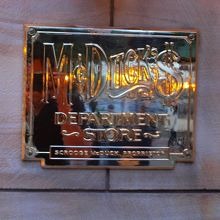 McDUCK'S
DEPARTMENT
STORE
SCROOGE McDUCK, PROPRIETOR